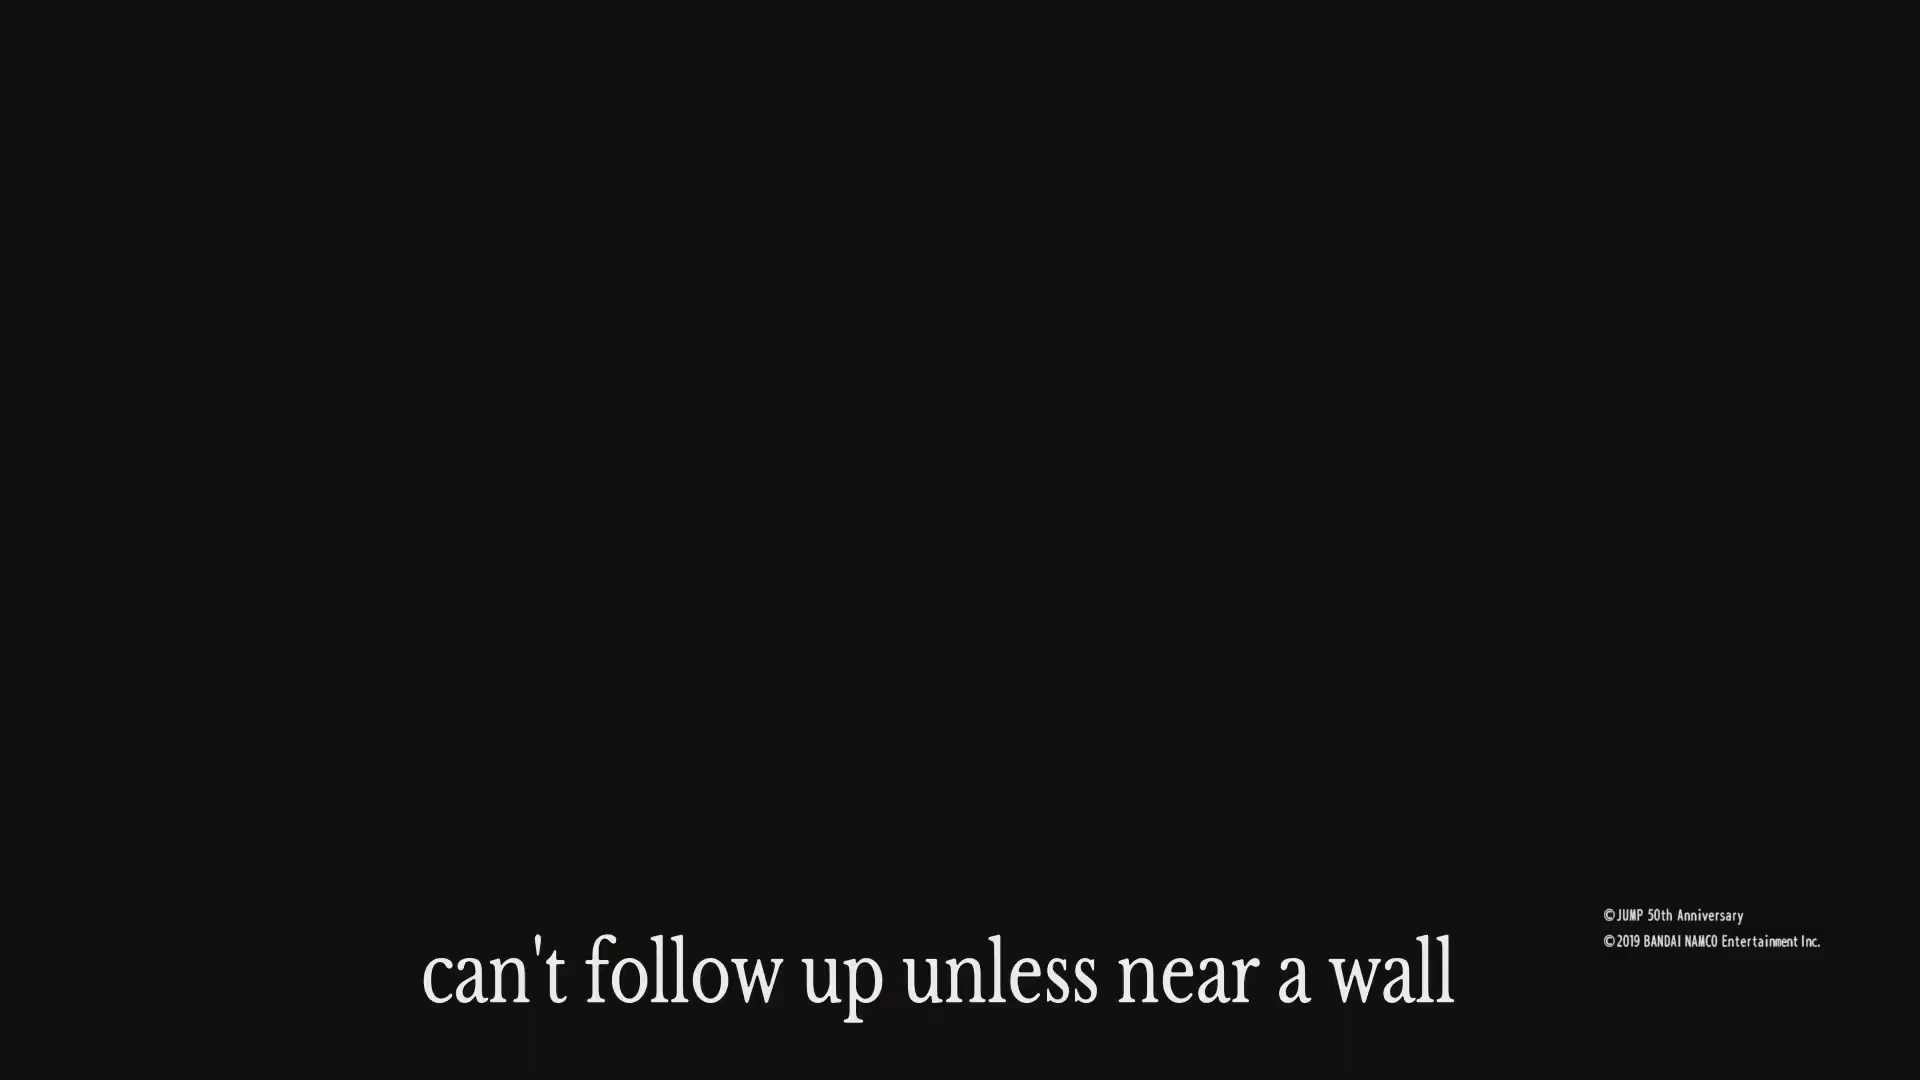 ©JUMP 50th Anniversary
©2019 BANDAI NAMCO Entertainment Inc.
can't follow up unless near a wall